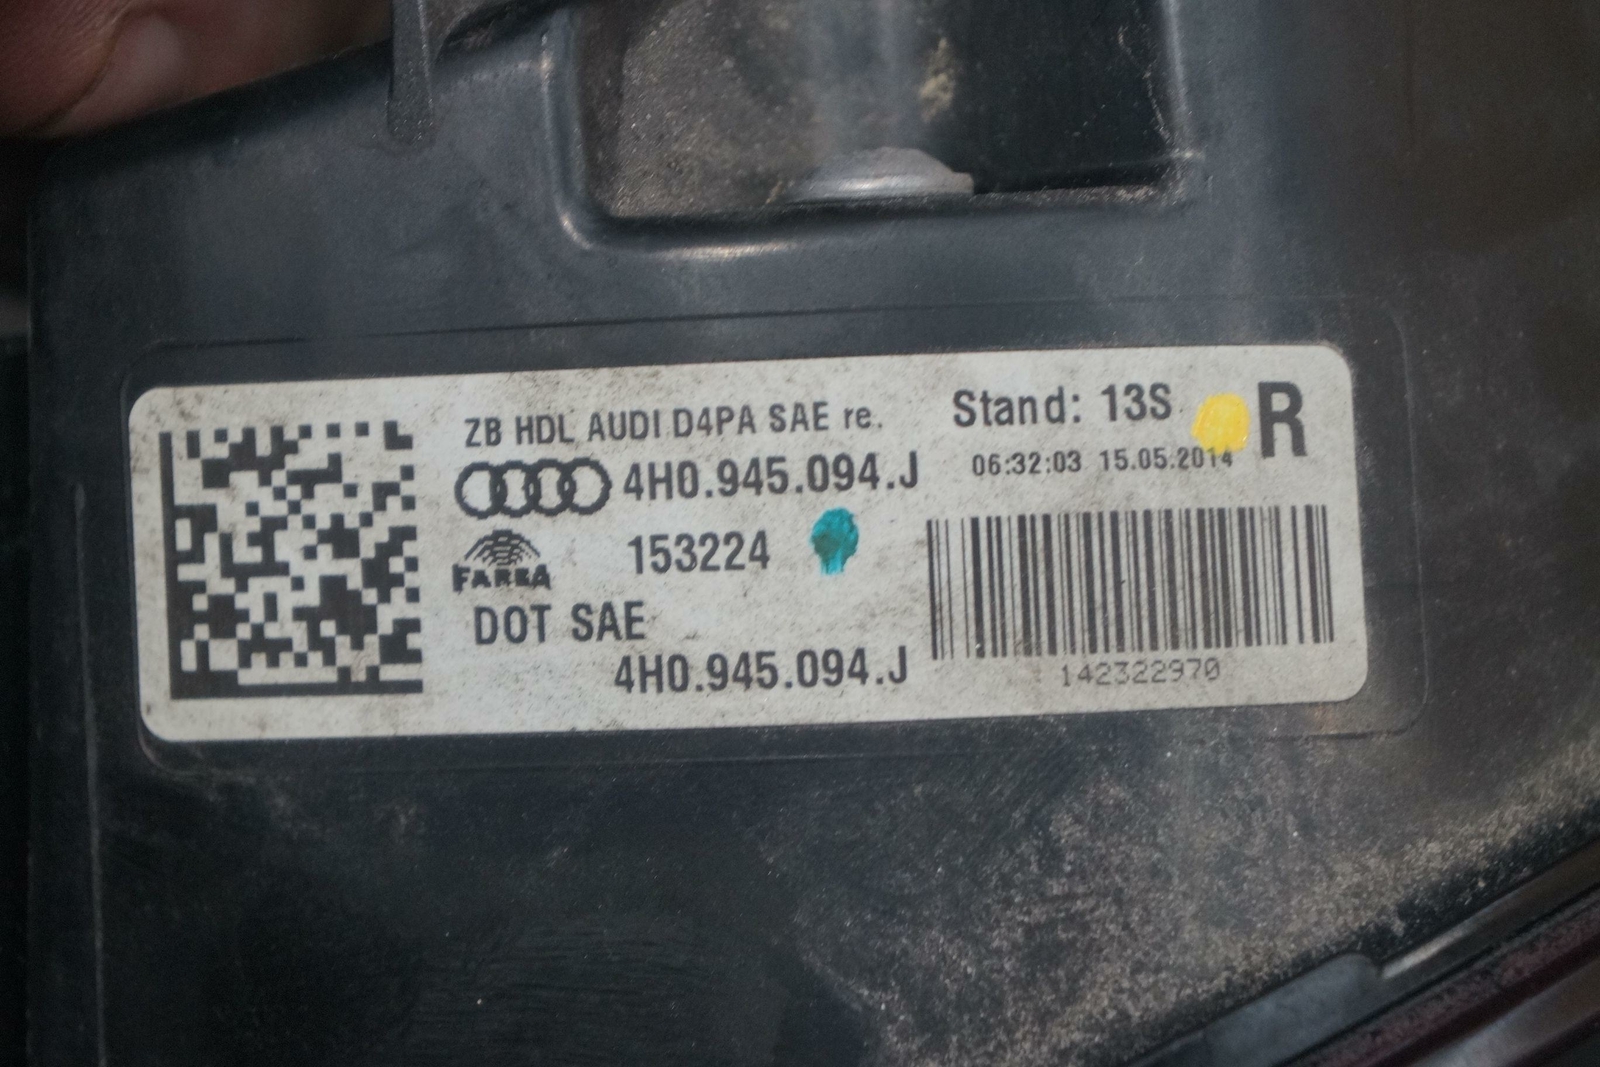 ZB HDL AUDI D4PA SAE re.
Stand: 13S
R
4H0.945.094.J
06:32:03 15.05.2014
FARBA
153224
DOT SAE
4H0.945.094.J
142322970